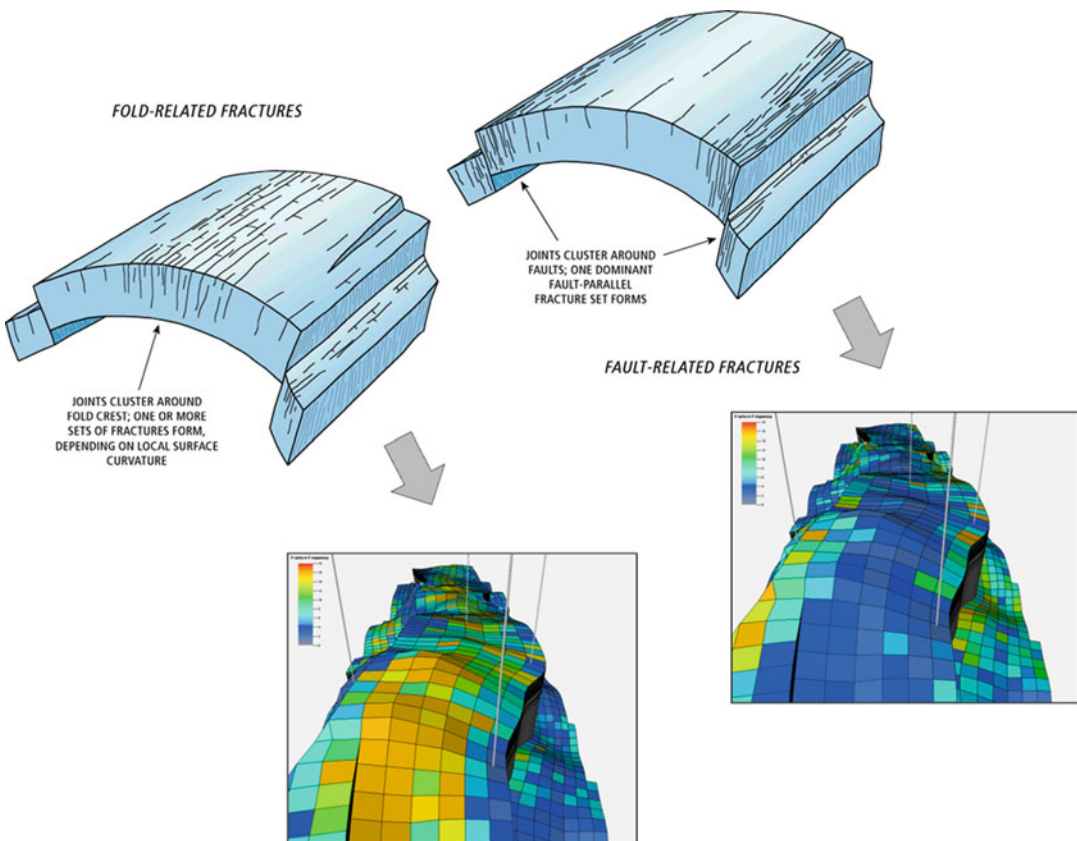 FOLD-RELATED FRACTURES
JOINTS CLUSTER AROUND
FAULTS; ONE DOMINANT
FAULT-PARALLEL
FRACTURE SET FORMS
FAULT-RELATED FRACTURES
JOINTS CLUSTER AROUND
FOLD CREST; ONE OR MORE
SETS OF FRACTURES FORM,
DEPENDING ON LOCAL SURFACE
CURVATURE